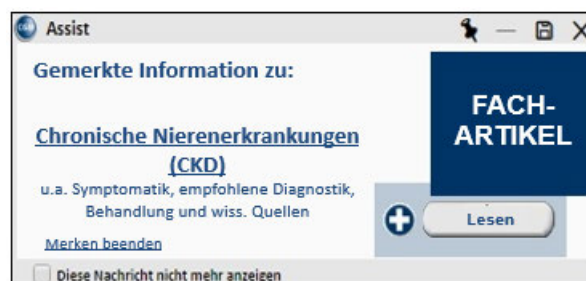 Assist
Gemerkte Information zu:
FACH-
ARTIKEL
Chronische Nierenerkrankungen
(CKD)
u.a. Symptomatik, empfohlene Diagnostik,
Behandlung und wiss. Quellen
Lesen
Merken beenden
Diese Nachricht nicht mehr anzeigen